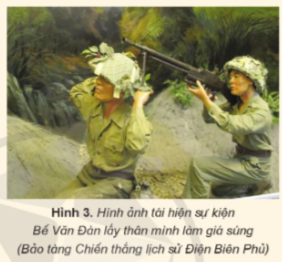 Hình 3. Hình ảnh tái hiện sự kiện
Bế Văn Đàn lấy thân mình làm giá súng
(Bảo tàng Chiến thắng lịch sử Điện Biên Phủ)